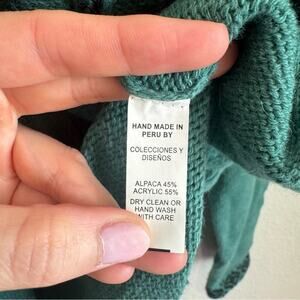 HAND MADE IN
PERU BY
COLECCIONES Y
DISEÑOS
ALPACA 45%
ACRYLIC 55%
DRY CLEAN OR
HAND WASH
WITH CARE